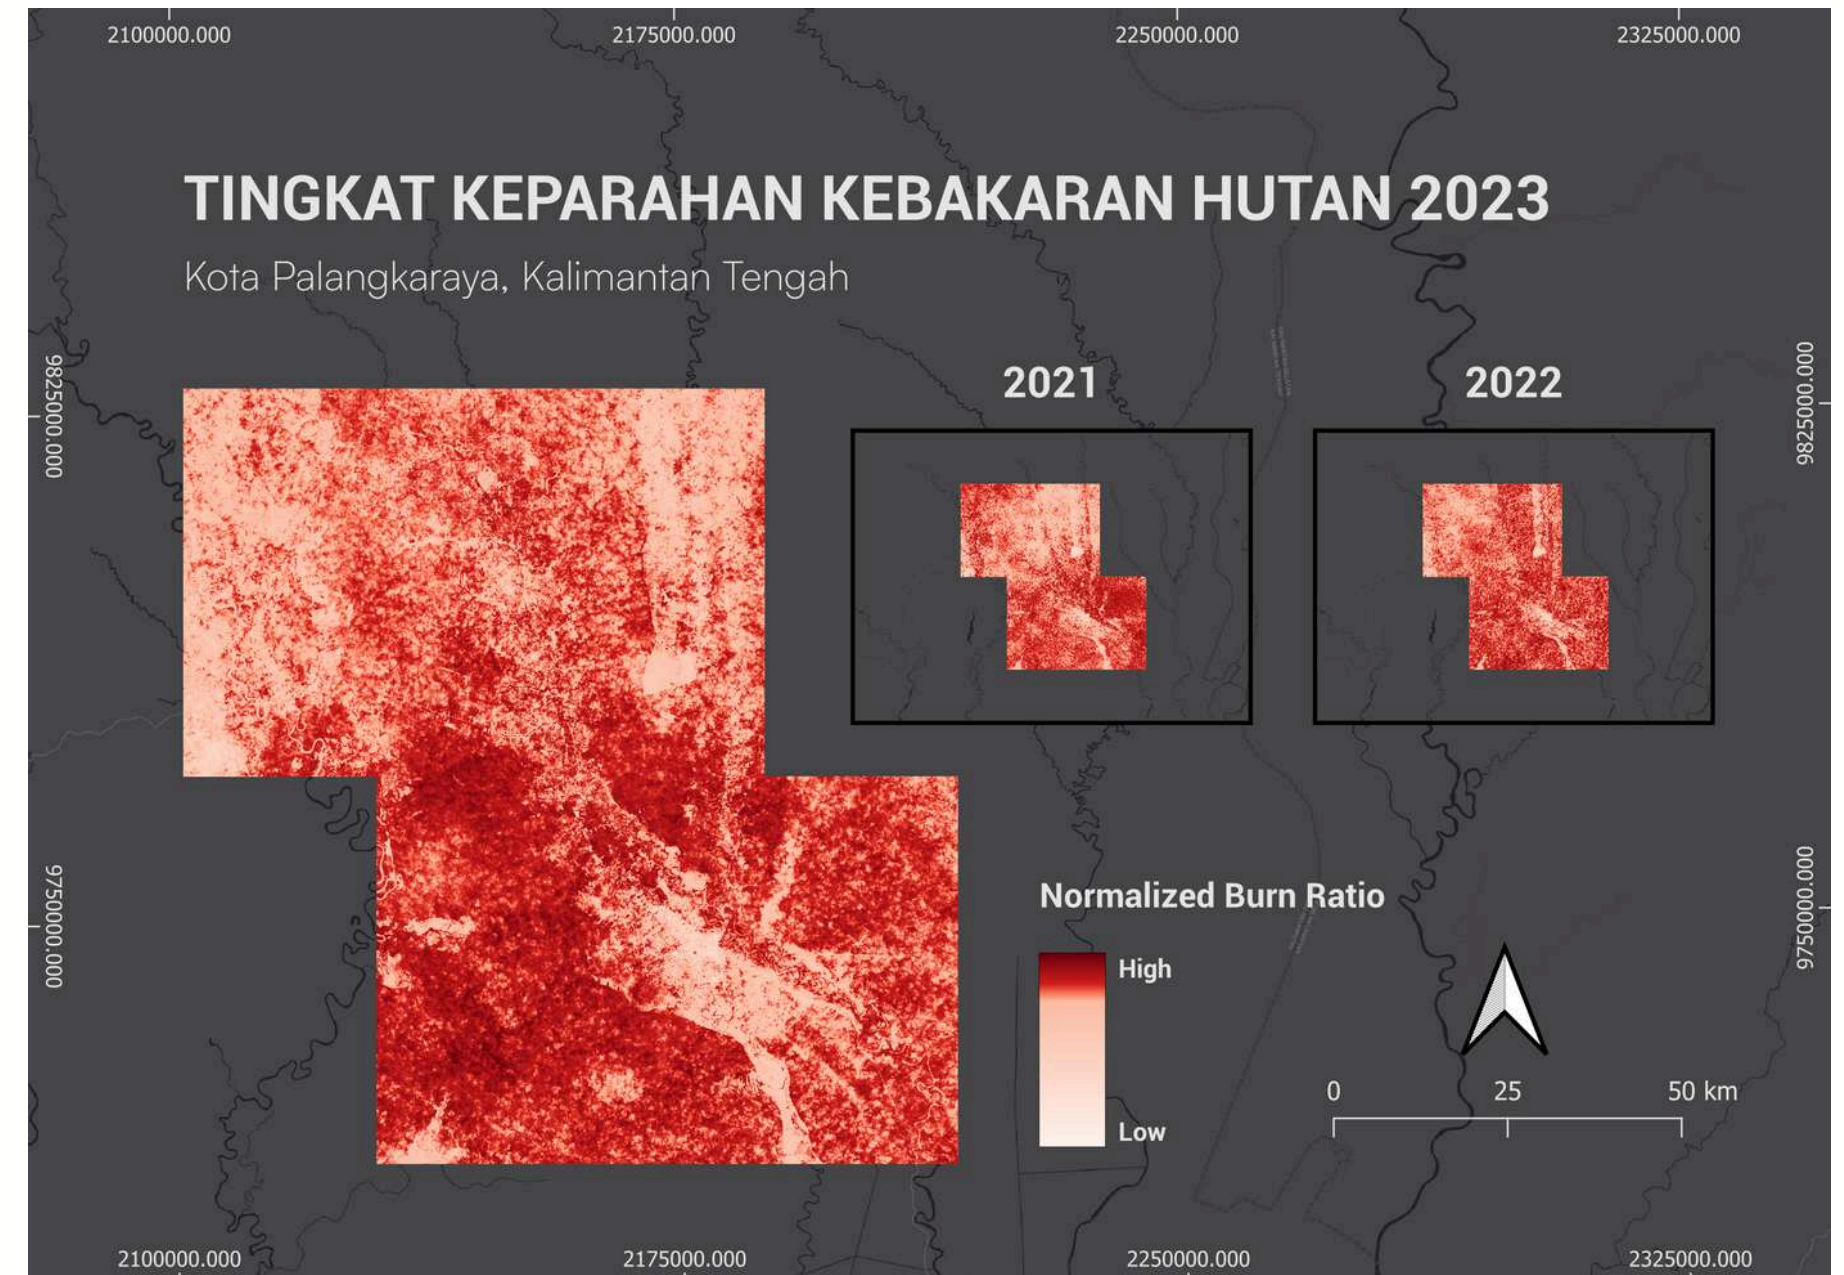 2100000.000 2175000.000 2250000.000 2325000.000
TINGKAT KEPARAHAN KEBAKARAN HUTAN 2023
Kota Palangkaraya, Kalimantan Tengah
9825000.000
9825000.000
2021
2022
9750000.000
9750000.000
Normalized Burn Ratio
High
Low
0 25 50 km
2100000.000 2175000.000 2250000.000 2325000.000